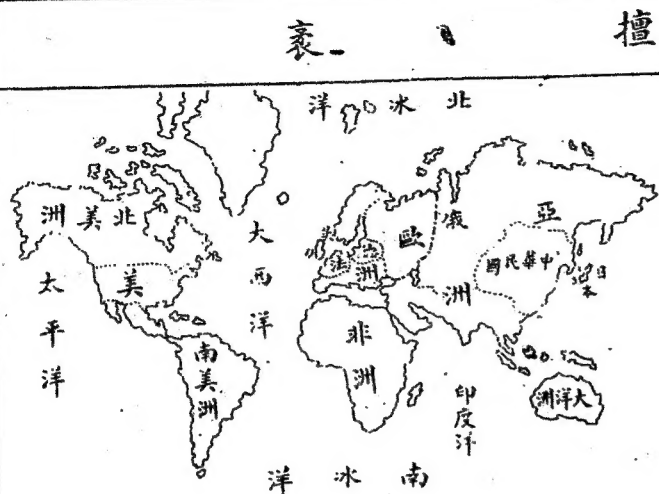 擅
袤
北冰洋
北美洲
美
太平洋
大西洋
南美洲
歐洲
俄
法
亞洲
中華民國
日本
非洲
印度洋
大洋洲
南冰洋